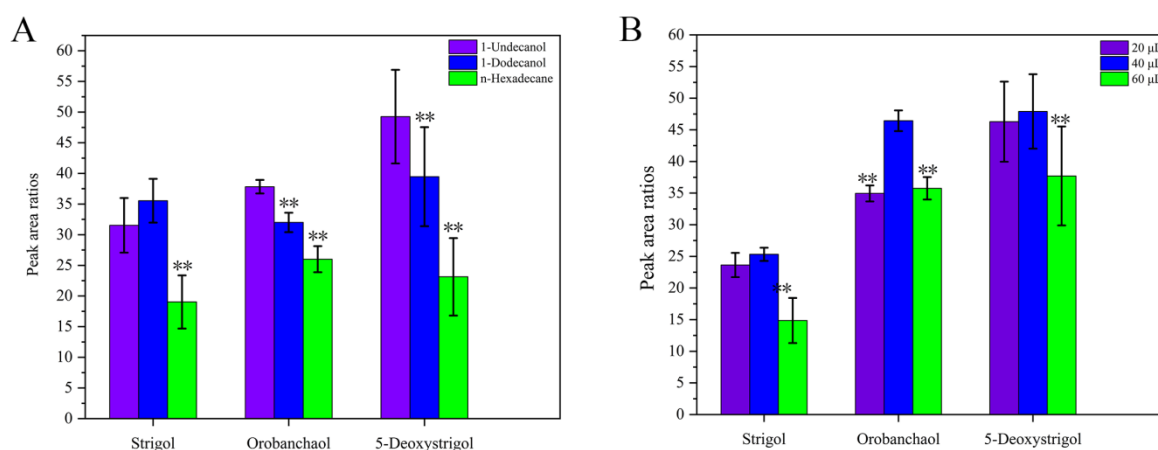 A
Peak area ratios
60
55
50
45
40
35
30
25
20
15
10
5
0
1-Undecanol
1-Dodecanol
n-Hexadecane
**
**
**
**
**
Strigol
Orobanchaol
5-Deoxystrigol
B
Peak area ratios
60
55
50
45
40
35
30
25
20
15
10
5
0
20 μL
40 μL
60 μL
**
**
**
**
Strigol
Orobanchaol
5-Deoxystrigol